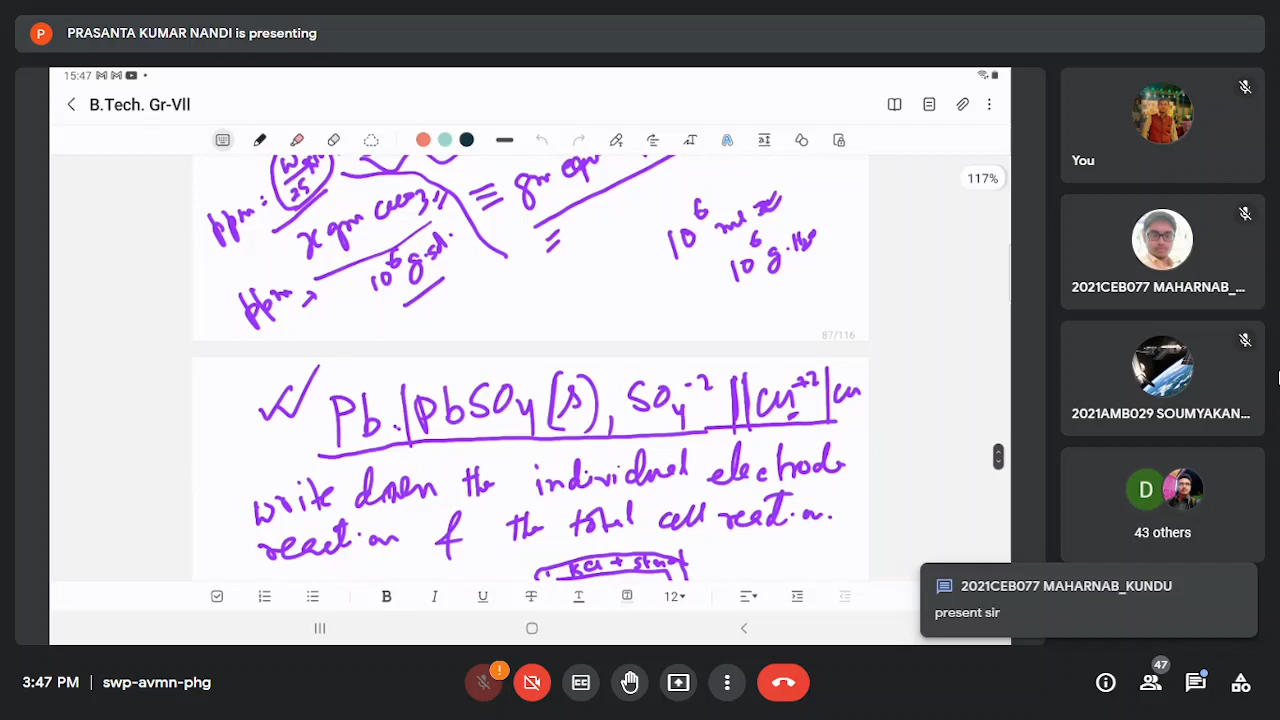 PRASANTA KUMAR NANDI is presenting
15:47
B.Tech. Gr-VII
117%
ppm =
x gm CaCO3 ≡ gm eqv
10^6 g. sol.
ppm →
10^6 ml
10^6 g.
87/116
Pb./PbSO4(s), SO4^-2 ||Cu^+2|Cu
write down the individual electrode
reaction & the total cell reaction.
KCl +
12
B I U T T
You
2021CEB077 MAHARNAB_...
2021AMB029 SOUMYAKAN...
D
43 others
2021CEB077 MAHARNAB_KUNDU
present sir
3:47 PM | swp-avmn-phg
47